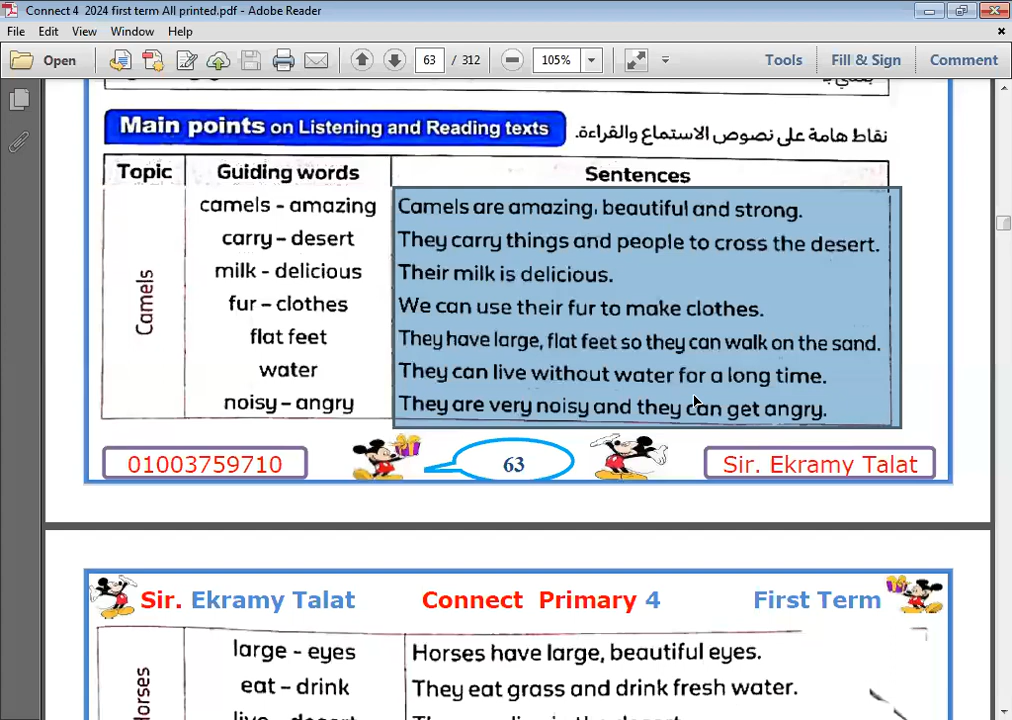 Connect 4 2024 first term All printed.pdf - Adobe Reader
File Edit View Window Help
Open 63 / 312 105% Tools Fill & Sign Comment
Main points on Listening and Reading texts نقاط هامة على نصوص الاستماع والقراءة.
Topic Guiding words Sentences
Camels
camels - amazing Camels are amazing, beautiful and strong.
carry - desert They carry things and people to cross the desert.
milk - delicious Their milk is delicious.
fur - clothes We can use their fur to make clothes.
flat feet They have large, flat feet so they can walk on the sand.
water They can live without water for a long time.
noisy - angry They are very noisy and they can get angry.
01003759710 63 Sir. Ekramy Talat
Sir. Ekramy Talat Connect Primary 4 First Term
large - eyes Horses have large, beautiful eyes.
eat - drink They eat grass and drink fresh water.